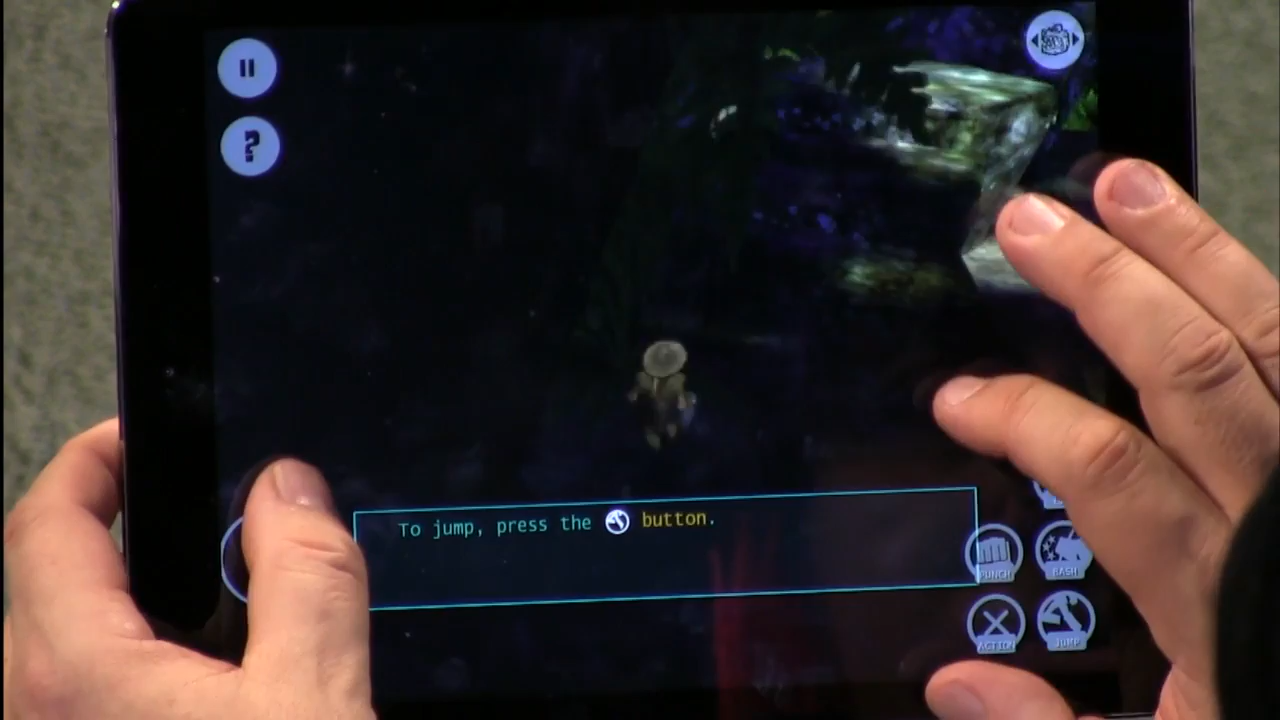 ?
To jump, press the button.
PUNCH
BASH
ACTION
JUMP